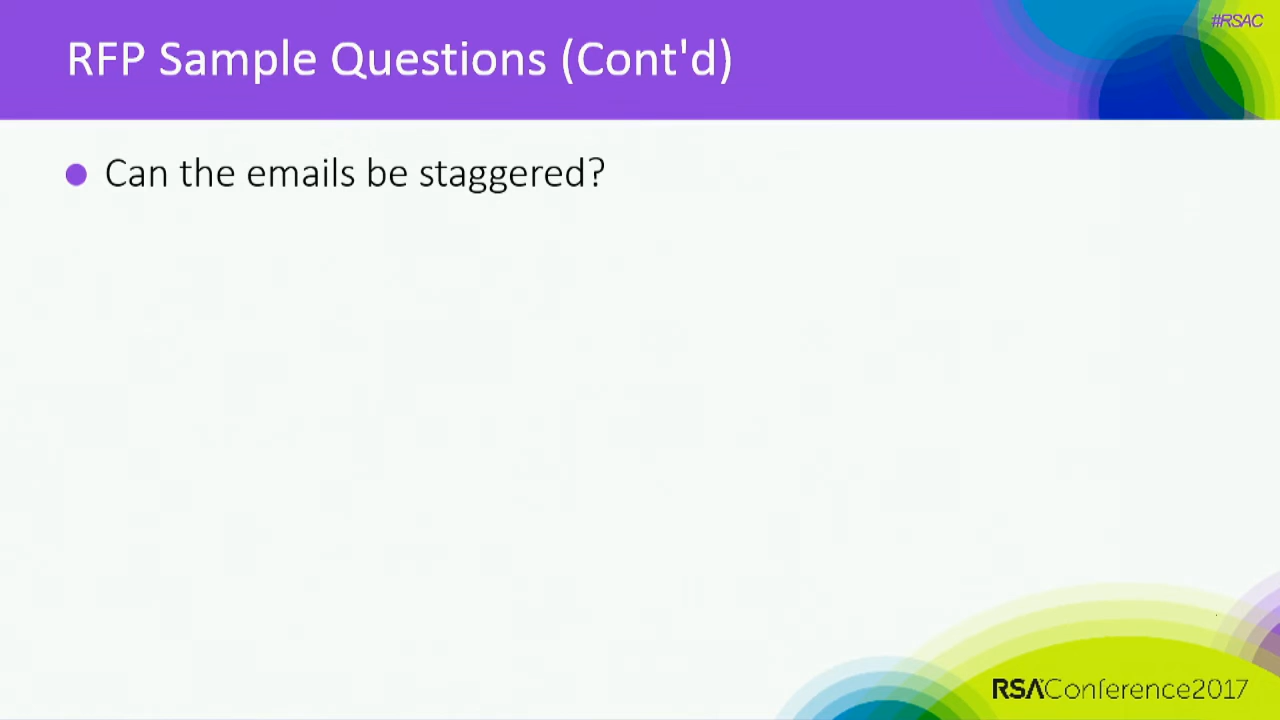 #RSAC
RFP Sample Questions (Cont'd)
Can the emails be staggered?
RSAConference2017